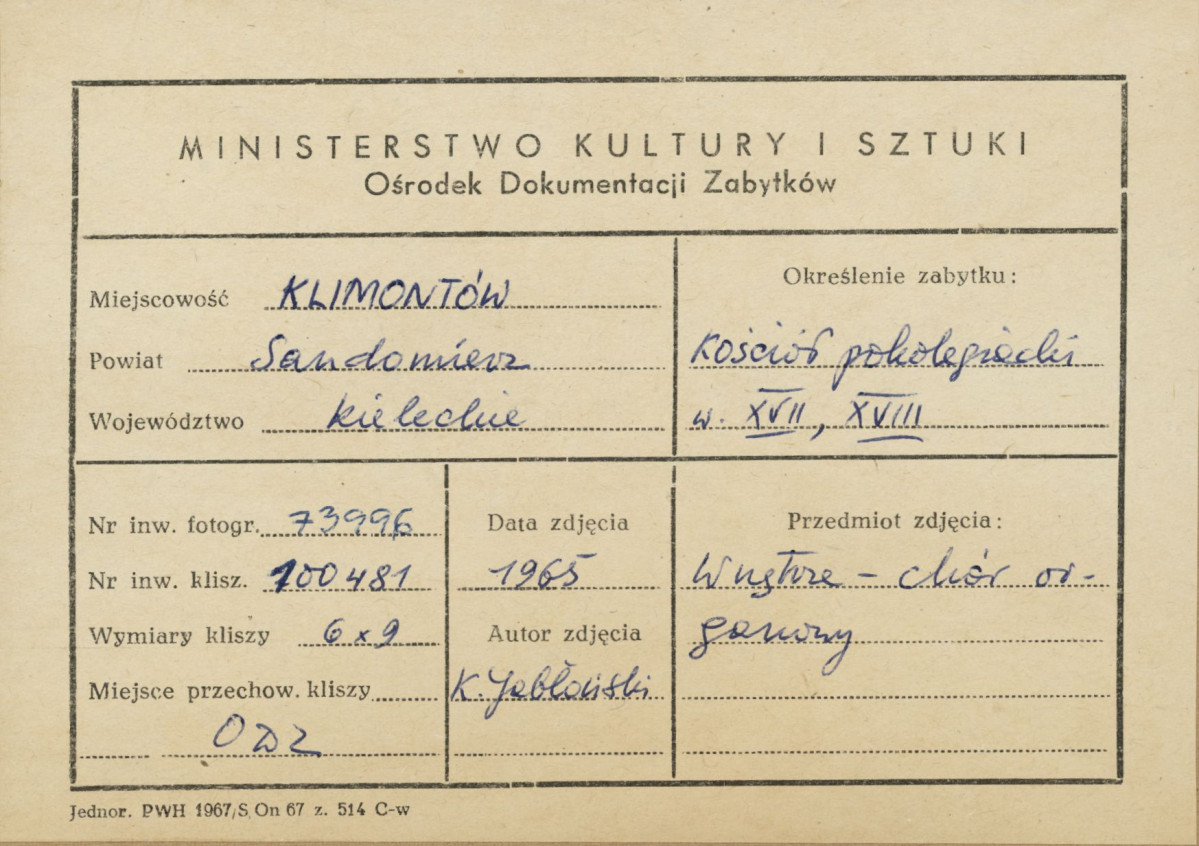 MINISTERSTWO KULTURY I SZTUKI
Ośrodek Dokumentacji Zabytków
Miejscowość KLIMONTÓW
Powiat Sandomierz
Województwo kieleckie
Określenie zabytku:
Kościół pokolegiacki
w. XVII, XVIII
Nr inw. fotogr. 73996
Nr inw. klisz. 100481
Wymiary kliszy 6x9
Miejsce przechow. kliszy
ODZ
Data zdjęcia
1965
Autor zdjęcia
K. Jabłoński
Przedmiot zdjęcia:
Wnętrze - chór or-
ganowy
Jednor. PWH 1967/S On 67 z. 514 C-w